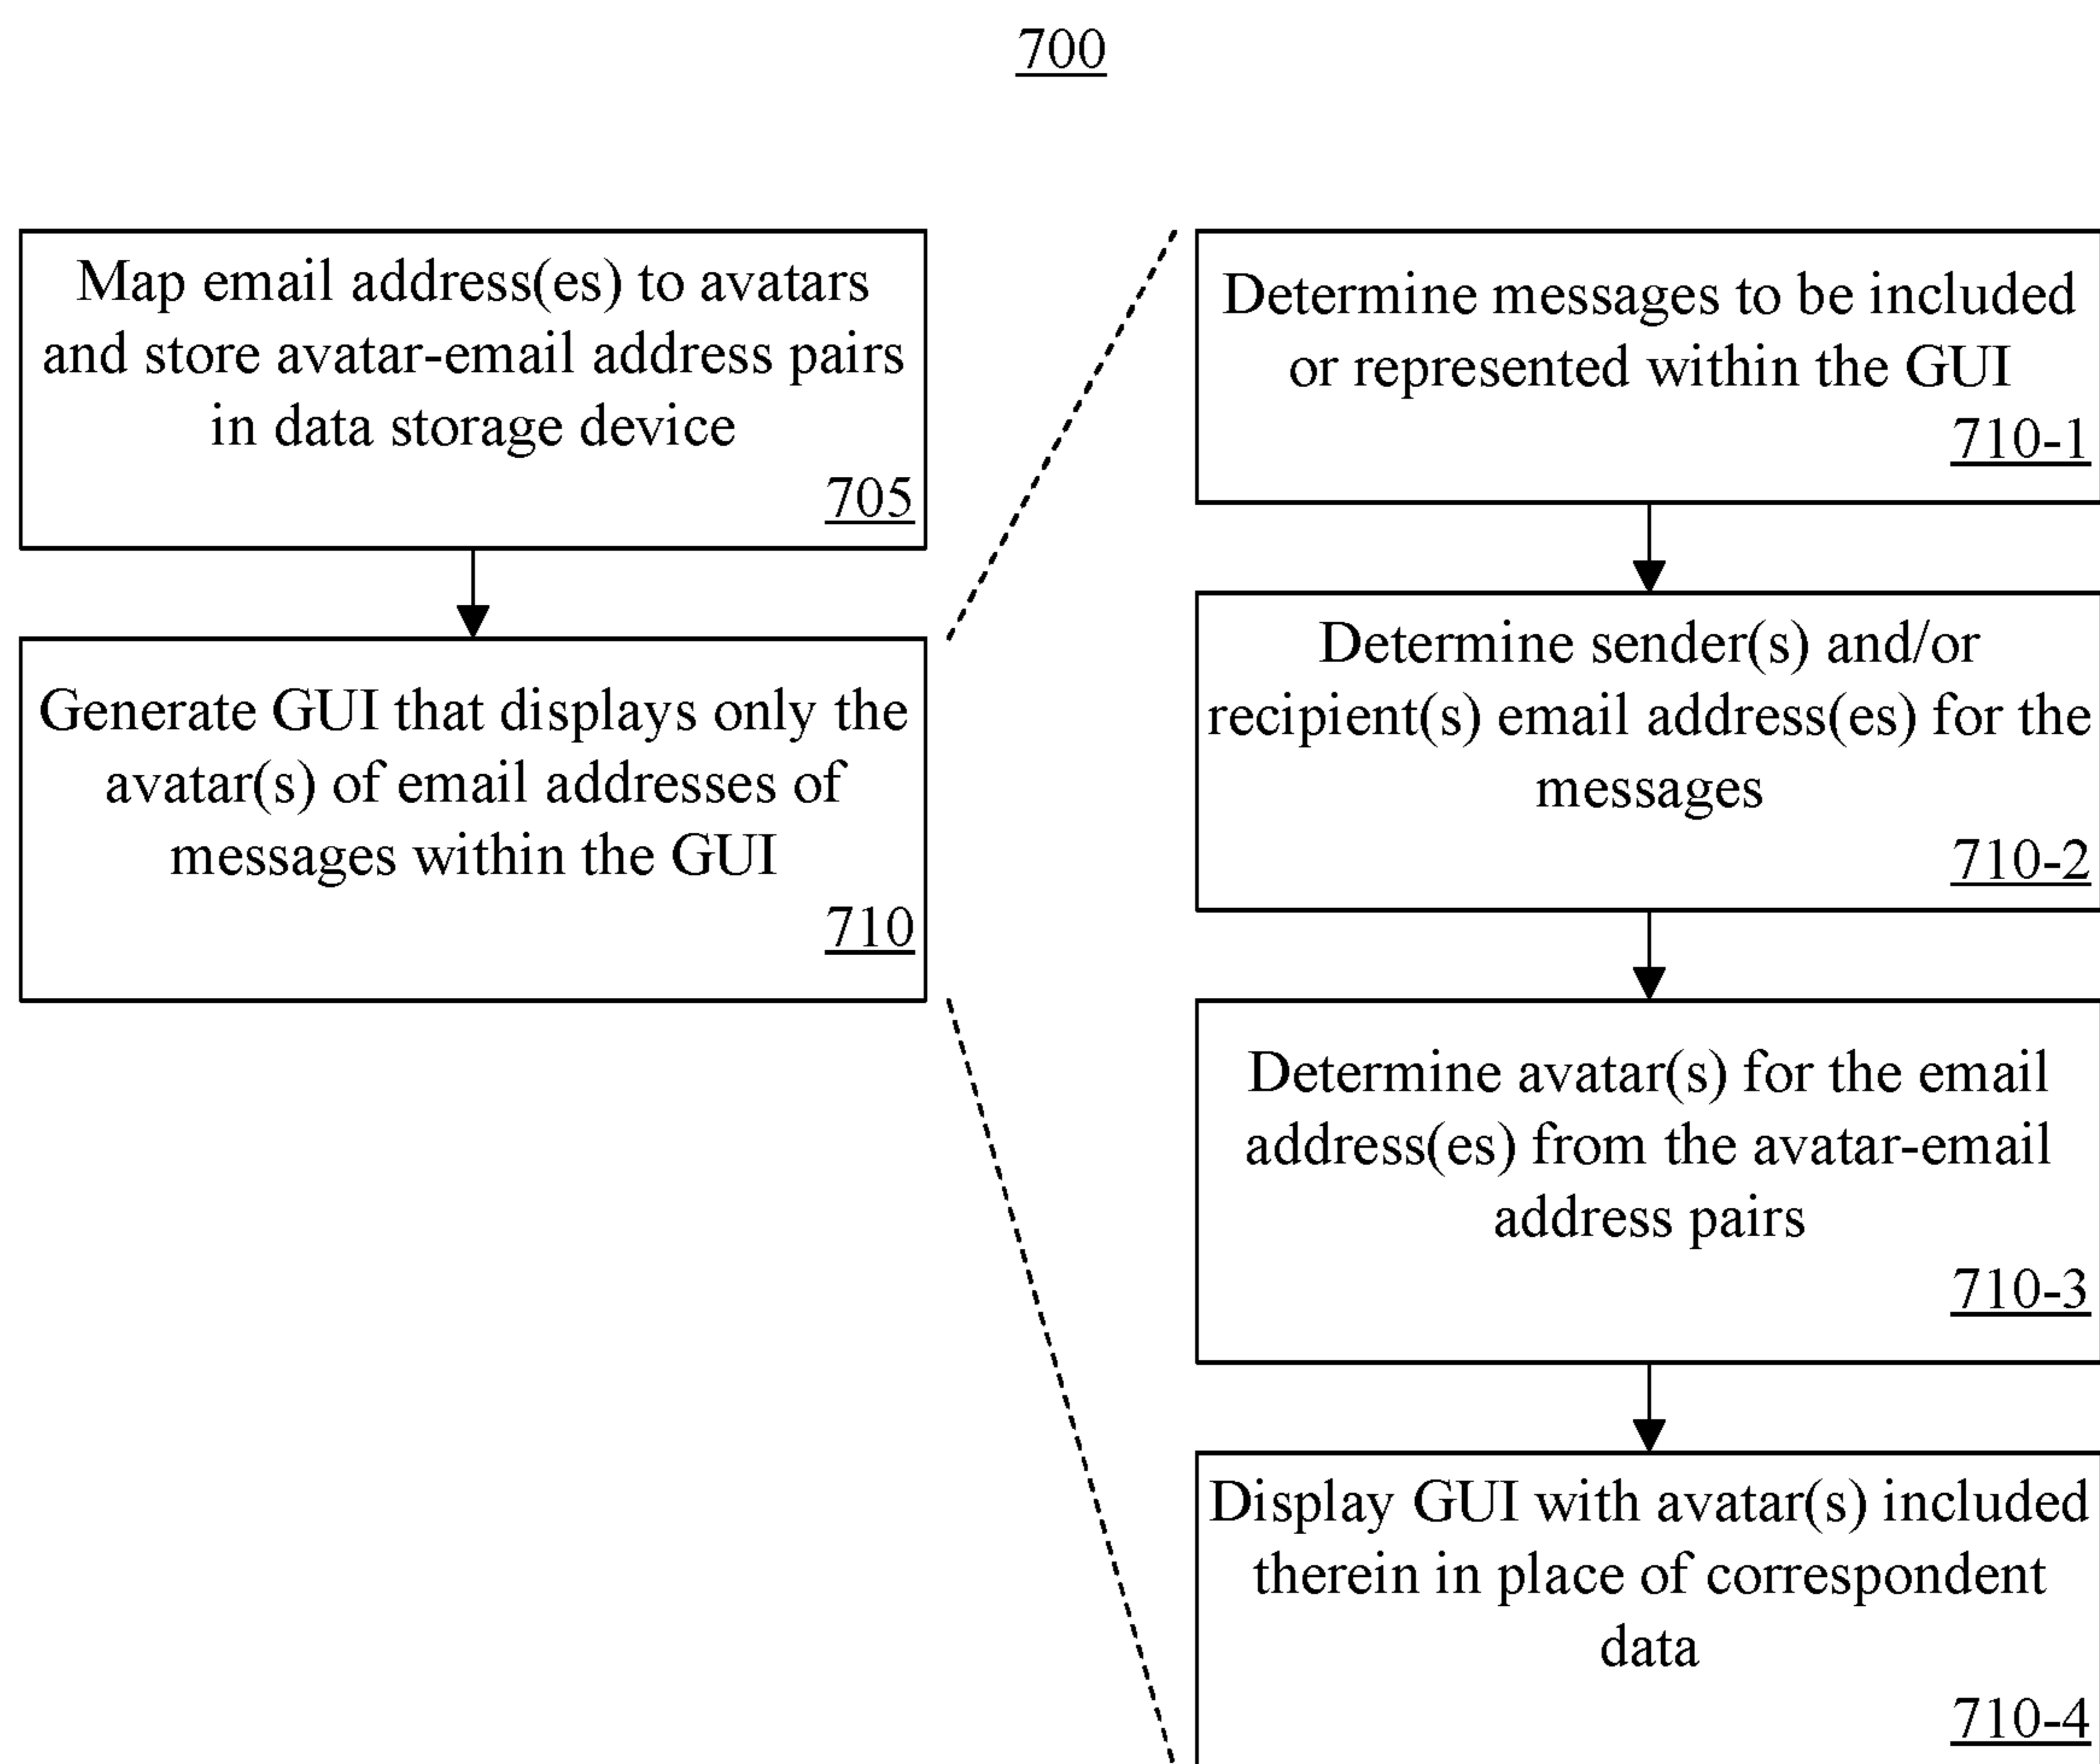 700
Map email address(es) to avatars
and store avatar-email address pairs
in data storage device
705
Generate GUI that displays only the
avatar(s) of email addresses of
messages within the GUI
710
Determine messages to be included
or represented within the GUI
710-1
Determine sender(s) and/or
recipient(s) email address(es) for the
messages
710-2
Determine avatar(s) for the email
address(es) from the avatar-email
address pairs
710-3
Display GUI with avatar(s) included
therein in place of correspondent
data
710-4